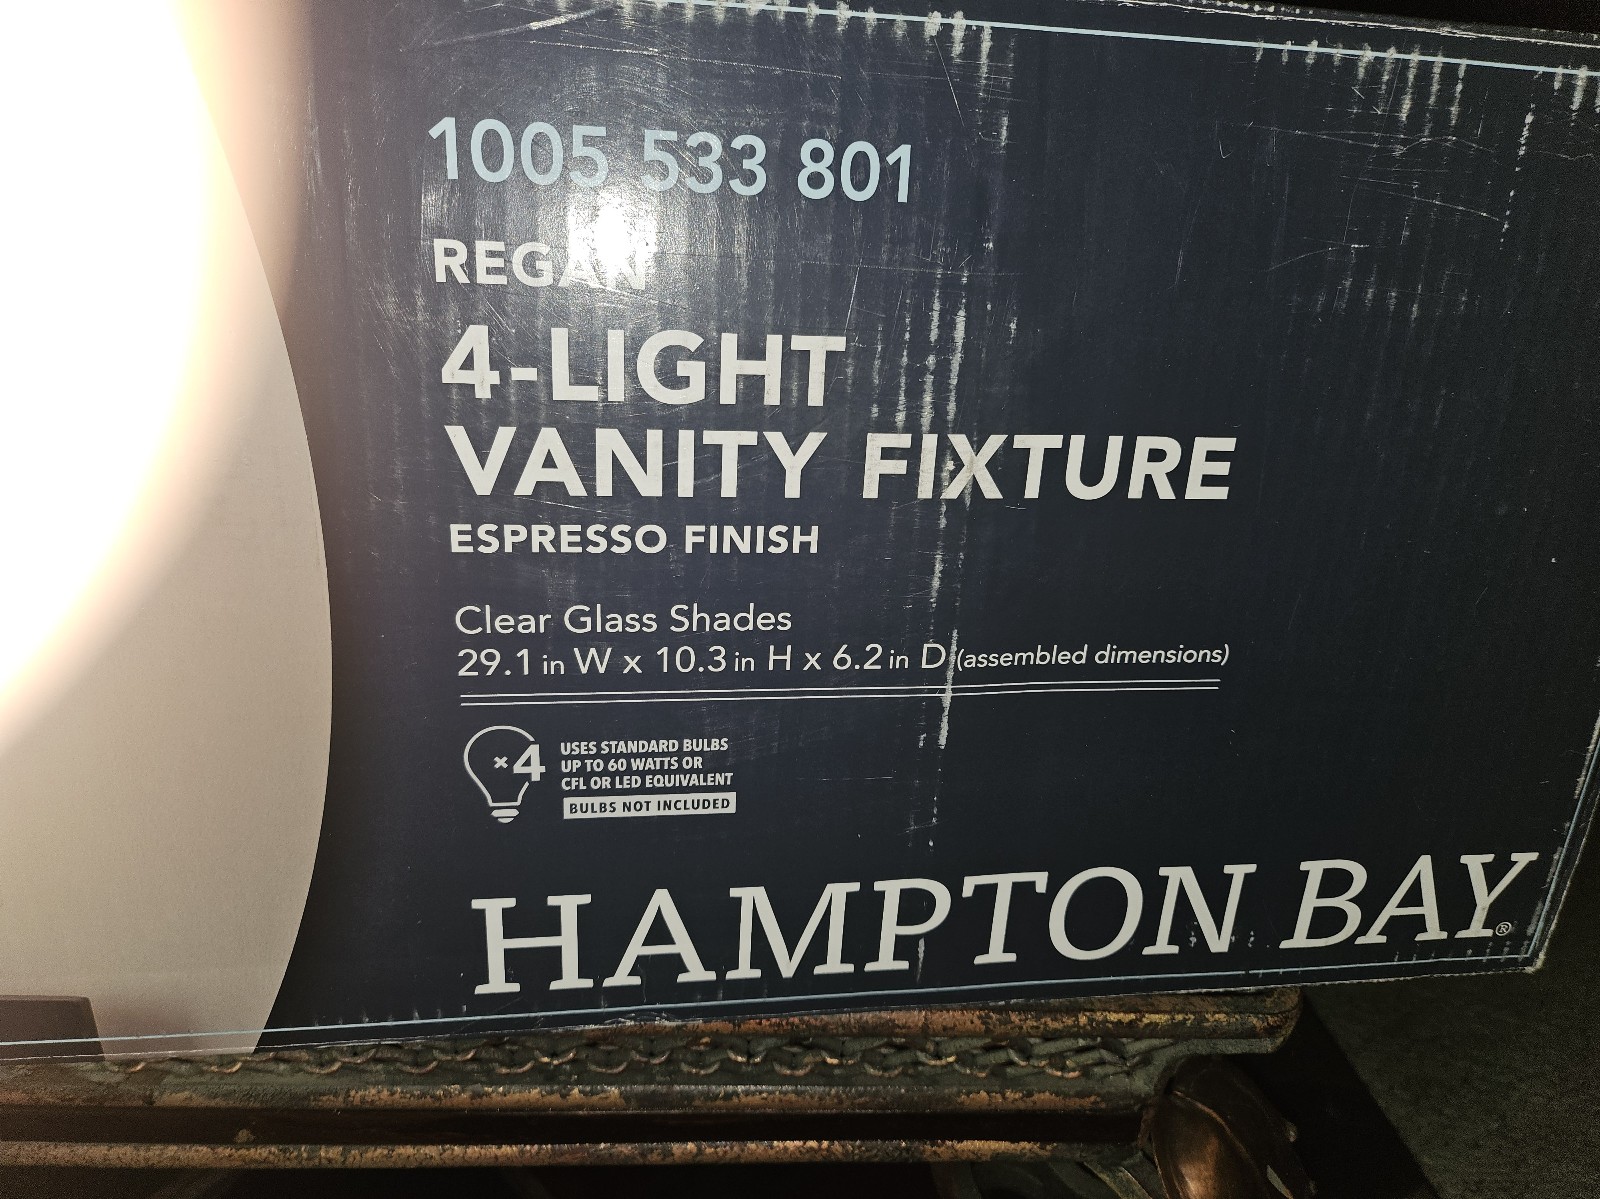 1005 533 801
REGAN
4-LIGHT
VANITY FIXTURE
ESPRESSO FINISH
Clear Glass Shades
29.1 in W x 10.3 in H x 6.2 in D (assembled dimensions)
×4
USES STANDARD BULBS
UP TO 60 WATTS OR
CFL OR LED EQUIVALENT
BULBS NOT INCLUDED
HAMPTON BAY®